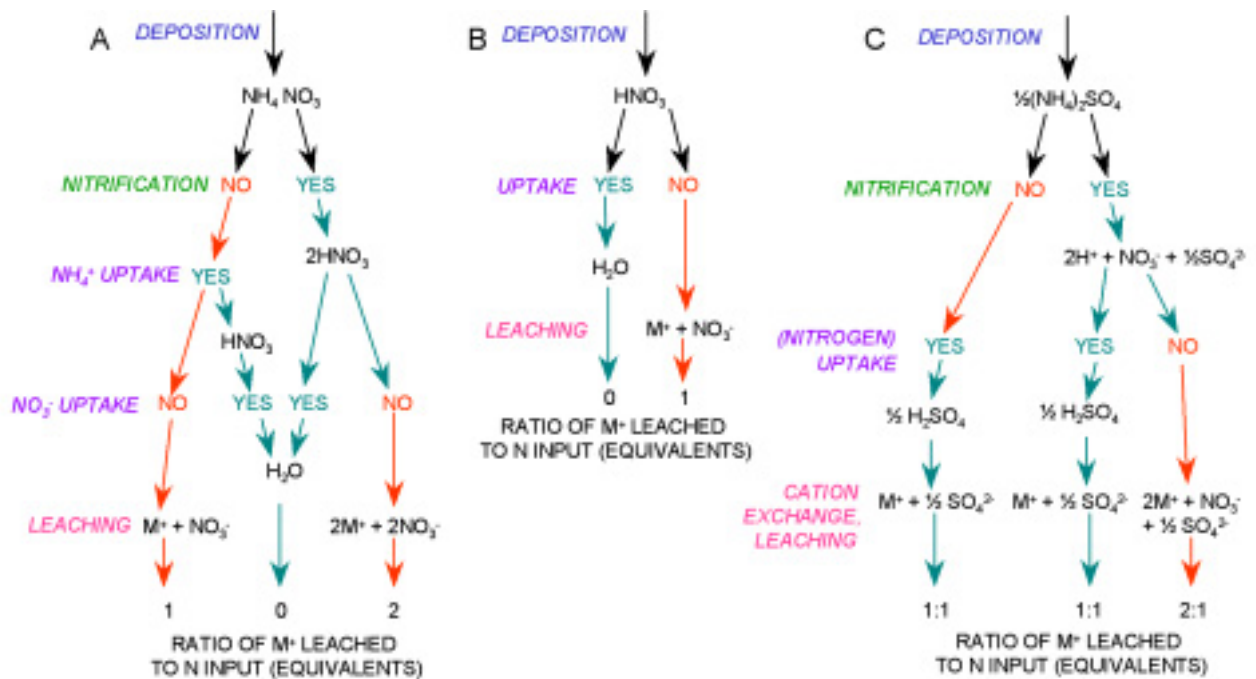 A
DEPOSITION
NH₄ NO₃
NITRIFICATION NO YES
2HNO₃
NH₄⁺ UPTAKE YES
HNO₃
NO₃⁻ UPTAKE NO YES YES NO
H₂O
LEACHING M⁺ + NO₃⁻ 2M⁺ + 2NO₃⁻
1 0 2
RATIO OF M⁺ LEACHED
TO N INPUT (EQUIVALENTS)
B
DEPOSITION
HNO₃
UPTAKE YES NO
H₂O
LEACHING M⁺ + NO₃⁻
0 1
RATIO OF M⁺ LEACHED
TO N INPUT (EQUIVALENTS)
C
DEPOSITION
½(NH₄)₂SO₄
NITRIFICATION NO YES
2H⁺ + NO₃⁻ + ½SO₄²⁻
(NITROGEN)
UPTAKE YES YES NO
½ H₂SO₄ ½ H₂SO₄
CATION
EXCHANGE,
LEACHING
M⁺ + ½ SO₄²⁻ M⁺ + ½ SO₄²⁻ 2M⁺ + NO₃⁻
+ ½ SO₄²⁻
1:1 1:1 2:1
RATIO OF M⁺ LEACHED
TO N INPUT (EQUIVALENTS)